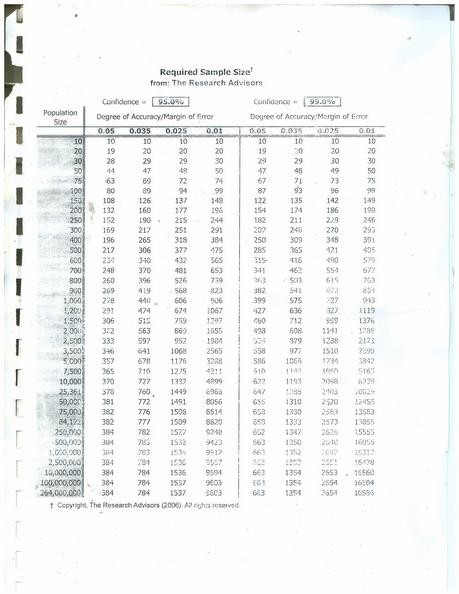 Required Sample Size†
from: The Research Advisors
Confidence = 95.0% Confidence = 99.0%
Population Size Degree of Accuracy/Margin of Error Degree of Accuracy/Margin of Error
0.05 0.035 0.025 0.01 0.05 0.035 0.025 0.01
10 10 10 10 10 10 10 10 10
20 19 20 20 20 19 20 20 20
30 28 29 29 30 29 29 30 30
50 44 47 48 50 47 48 49 50
75 63 69 72 74 67 71 73 75
100 80 89 94 99 87 93 96 99
150 108 126 137 148 122 135 142 149
200 132 160 177 196 154 174 186 198
250 152 190 215 244 182 211 229 246
300 169 217 251 291 207 246 270 295
400 196 265 318 384 250 309 348 391
500 217 306 377 475 285 365 421 485
600 234 340 432 565 315 416 490 579
700 248 370 481 653 341 462 554 672
800 260 396 526 739 363 503 615 763
900 269 419 568 823 382 541 672 854
1,000 278 440 606 906 399 575 727 943
1,200 291 474 674 1067 427 636 827 1119
1,500 306 515 759 1297 460 712 959 1376
2,000 322 563 869 1655 498 808 1141 1785
2,500 333 597 952 1984 524 879 1288 2173
3,500 346 641 1068 2565 558 977 1510 2890
5,000 357 678 1176 3288 586 1066 1734 3842
7,500 365 710 1275 4211 610 1960 5165
10,000 370 727 1332 4899 622 1193 2098 6239
25,361 378 760 1449 6965 647 1285 2403
50,000 381 772 1491 8056 655 1318 2520 12455
75,000 382 776 1506 8514 658 1330 2563 13583
382 777 1509 8620 658 1333 2573 13855
250,000 384 782 1527 9248 662 1347 2626 15555
500,000 384 783 1532 9423 663 1350 2640 16055
1,000,000 384 783 1534 9512 663 1352 16317
2,500,000 384 784 1536 9567 663 1353 2651 16478
10,000,000 384 784 1536 9594 663 1354 2653 16560
100,000,000 384 784 1537 9603 663 1354 2654 16584
264,000,000 384 784 1537 9603 663 1354 2654 16586
† Copyright, The Research Advisors (2006). All rights reserved.